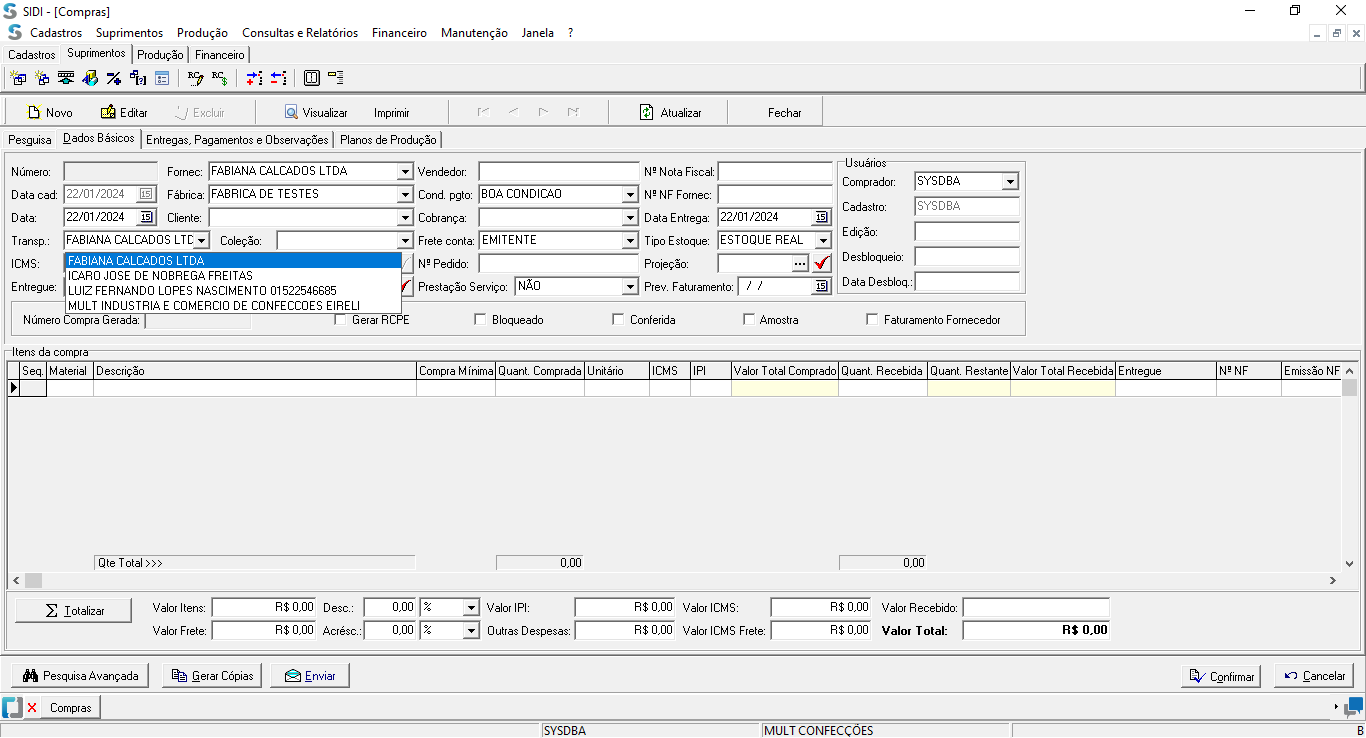 SIDI - [Compras]
Cadastros Suprimentos Produção Consultas e Relatórios Financeiro Manutenção Janela ?
Cadastros Suprimentos Produção Financeiro
Novo Editar Excluir Visualizar Imprimir Atualizar Fechar
Pesquisa Dados Básicos Entregas, Pagamentos e Observações Planos de Produção
Usuários
Número: Fornec: FABIANA CALCADOS LTDA Vendedor: Nº Nota Fiscal:
Comprador: SYSDBA
Data cad: 22/01/2024 15 Fábrica: FABRICA DE TESTES Cond. pgto: BOA CONDICAO Nº NF Fornec:
Cadastro: SYSDBA
Data: 22/01/2024 15 Cliente: Cobrança: Data Entrega: 22/01/2024 15
Edição:
Transp.: FABIANA CALCADOS LTD Coleção: Frete conta: EMITENTE Tipo Estoque: ESTOQUE REAL
Desbloqueio:
ICMS: FABIANA CALCADOS LTDA Nº Pedido: Projeção: ...
ICARO JOSE DE NOBREGA FREITAS
Data Desbloq.:
Entregue: LUIZ FERNANDO LOPES NASCIMENTO 01522546685 Prestação Serviço: NÃO Prev. Faturamento: / / 15
MULT INDUSTRIA E COMERCIO DE CONFECCOES EIRELI
Número Compra Gerada: Gerar RCPE Bloqueado Conferida Amostra Faturamento Fornecedor
Itens da compra
Seq. Material Descrição Compra Mínima Quant. Comprada Unitário ICMS IPI Valor Total Comprado Quant. Recebida Quant. Restante Valor Total Recebida Entregue Nº NF Emissão NF
Qte Total >>> 0,00 0,00
Totalizar Valor Itens: R$ 0,00 Desc.: 0,00 % Valor IPI: R$ 0,00 Valor ICMS: R$ 0,00 Valor Recebido:
Valor Frete: R$ 0,00 Acrésc.: 0,00 % Outras Despesas: R$ 0,00 Valor ICMS Frete: R$ 0,00 Valor Total: R$ 0,00
Pesquisa Avançada Gerar Cópias Enviar Confirmar Cancelar
Compras
SYSDBA MULT CONFECÇÕES B